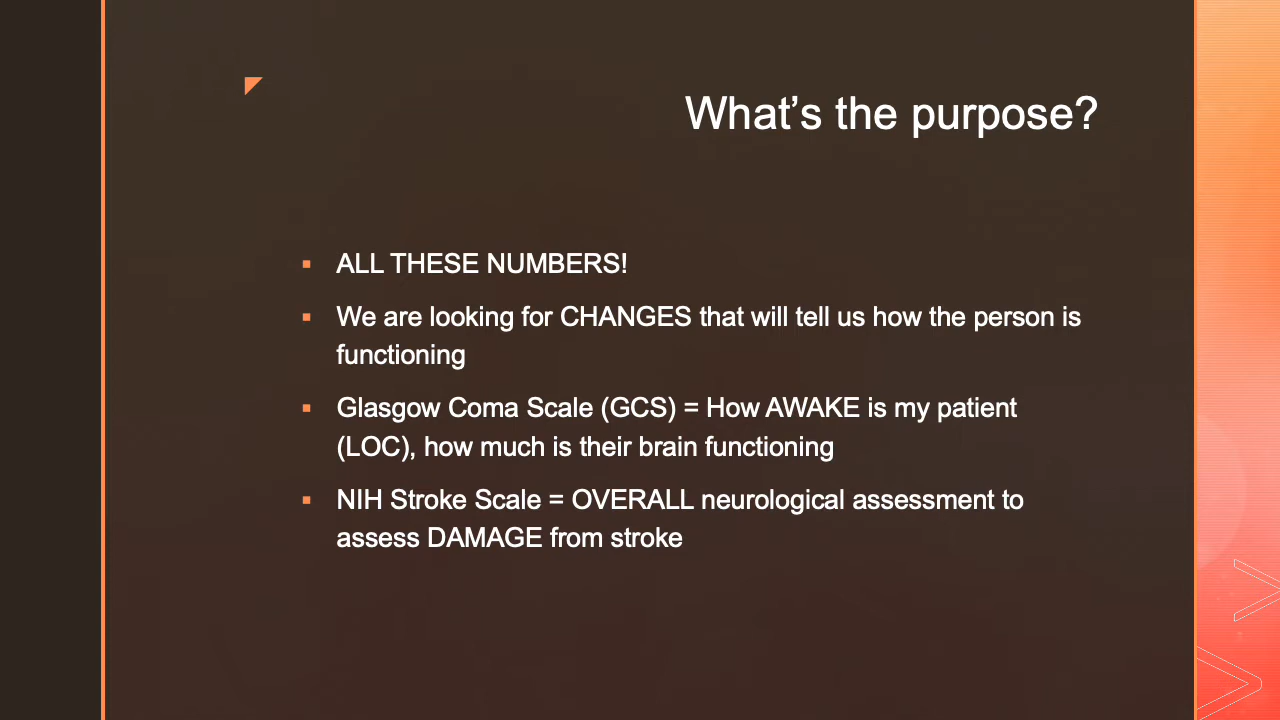 What’s the purpose?
▪ ALL THESE NUMBERS!
▪ We are looking for CHANGES that will tell us how the person is
functioning
▪ Glasgow Coma Scale (GCS) = How AWAKE is my patient
(LOC), how much is their brain functioning
▪ NIH Stroke Scale = OVERALL neurological assessment to
assess DAMAGE from stroke